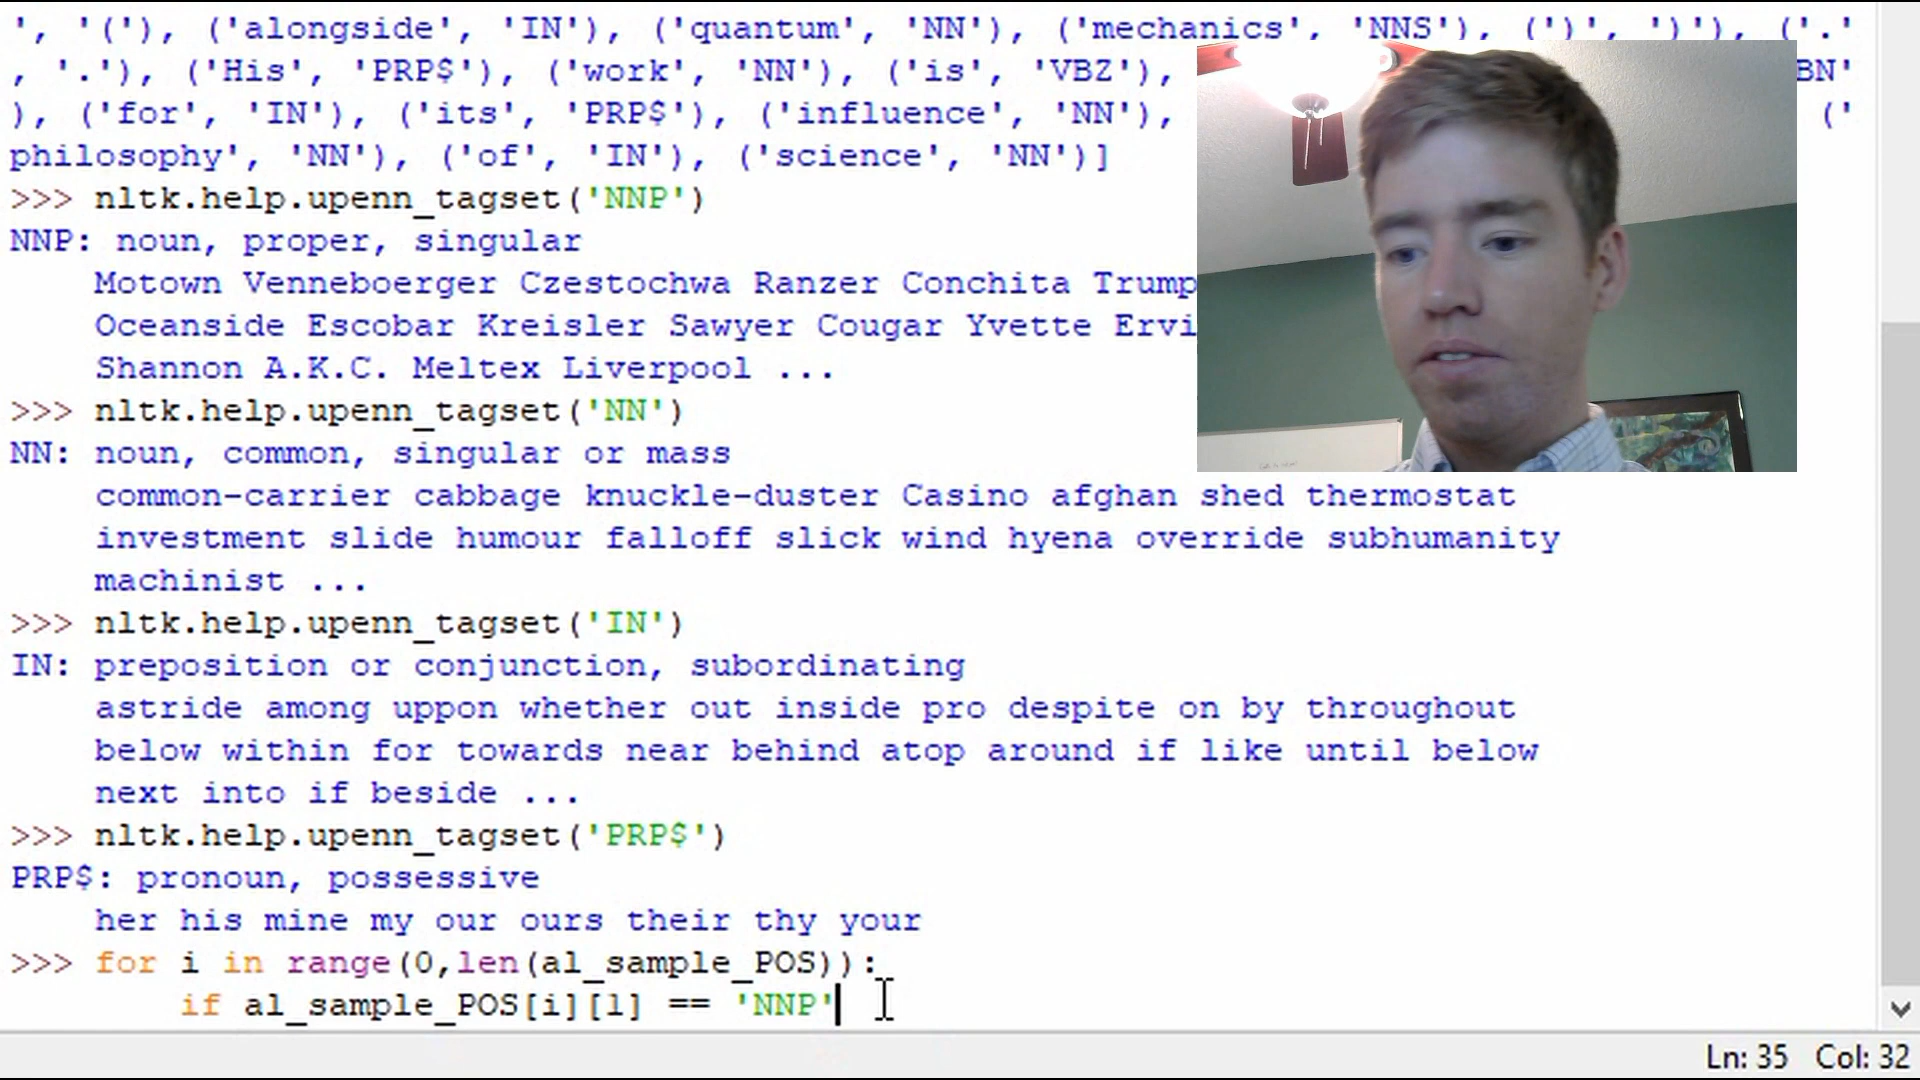 ', '('), ('alongside', 'IN'), ('quantum', 'NN'), ('mechanics', 'NNS'), (')', ')'), ('.'
, '.'), ('His', 'PRP$'), ('work', 'NN'), ('is', 'VBZ'), BN'
), ('for', 'IN'), ('its', 'PRP$'), ('influence', 'NN'), ('
philosophy', 'NN'), ('of', 'IN'), ('science', 'NN')]
>>> nltk.help.upenn_tagset('NNP')
NNP: noun, proper, singular
Motown Venneboerger Czestochwa Ranzer Conchita Trump
Oceanside Escobar Kreisler Sawyer Cougar Yvette Ervi
Shannon A.K.C. Meltex Liverpool ...
>>> nltk.help.upenn_tagset('NN')
NN: noun, common, singular or mass
common-carrier cabbage knuckle-duster Casino afghan shed thermostat
investment slide humour falloff slick wind hyena override subhumanity
machinist ...
>>> nltk.help.upenn_tagset('IN')
IN: preposition or conjunction, subordinating
astride among uppon whether out inside pro despite on by throughout
below within for towards near behind atop around if like until below
next into if beside ...
>>> nltk.help.upenn_tagset('PRP$')
PRP$: pronoun, possessive
her his mine my our ours their thy your
>>> for i in range(0,len(al_sample_POS)):
if al_sample_POS[i][1] == 'NNP'
Ln: 35 Col: 32